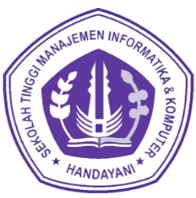 SEKOLAH TINGGI MANAJEMEN INFORMATIKA & KOMPUTER
HANDAYANI